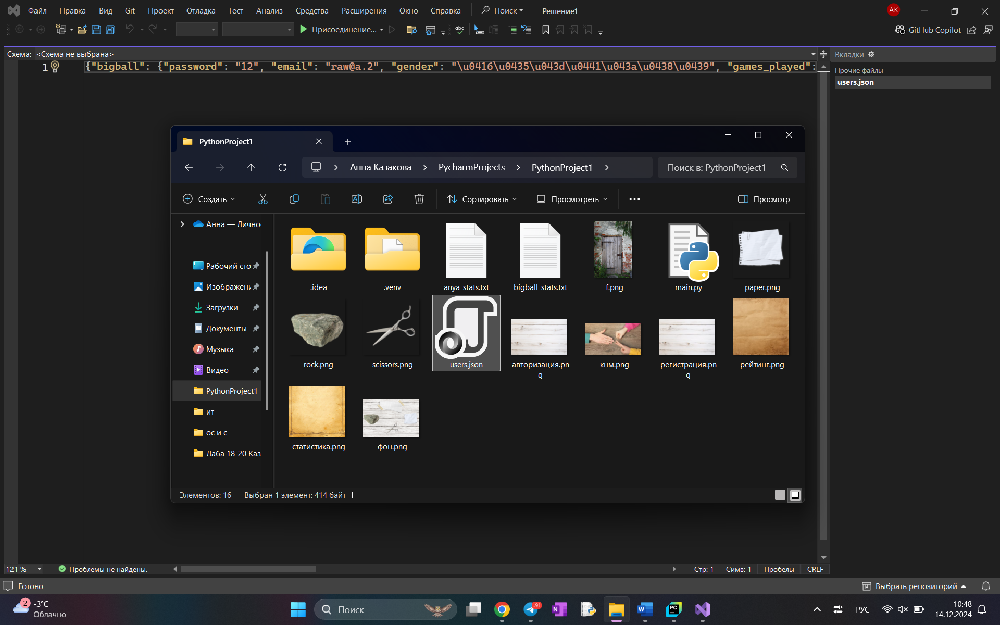 Файл Правка Вид Git Проект Отладка Тест Анализ Средства Расширения Окно Справка Поиск Решение1 AK
Присоединение... abc GitHub Copilot
Схема: <Схема не выбрана> Вкладки
1 {"bigball": {"password": "12", "email": "raw@a.2", "gender": "\u0416\u0435\u043d\u0441\u043a\u0438\u0439", "games_played":
Прочие файлы
users.json
PythonProject1
Анна Казакова PycharmProjects PythonProject1 Поиск в: PythonProject1
Создать Сортировать Просмотреть Просмотр
Анна — Лично
Рабочий сто
Изображени
Загрузки
Документы
Музыка
Видео
PythonProject1
ит
ос и с
Лаба 18-20 Каз
.idea .venv anya_stats.txt bigball_stats.txt f.png main.py paper.png
rock.png scissors.png users.json авторизация.pn
g кнм.png регистрация.pn
g рейтинг.png
статистика.png фон.png
Элементов: 16 Выбран 1 элемент: 414 байт
121 % Проблемы не найдены. Стр: 1 Симв: 1 Пробелы CRLF
Готово Выбрать репозиторий
2 -3°C
Облачно
Поиск 91 PC РУС 10:48
14.12.2024